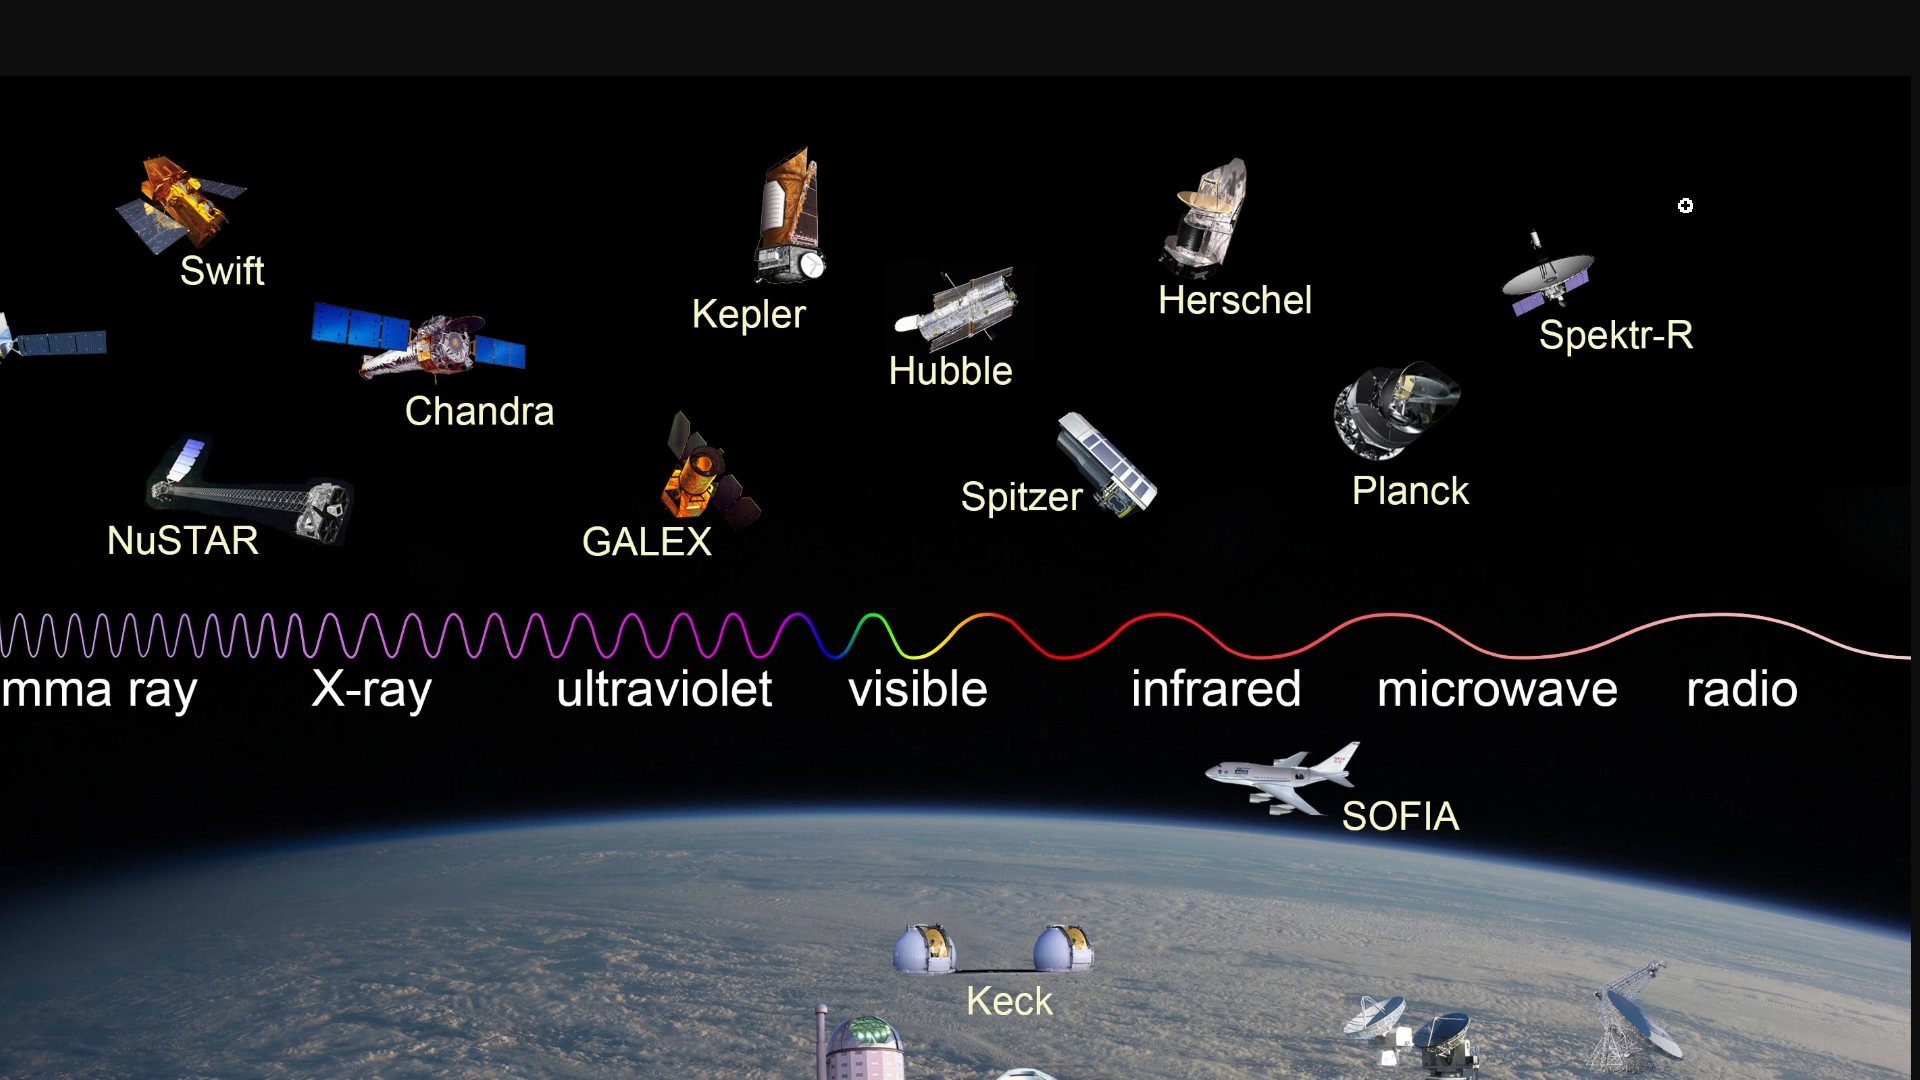 Swift
Kepler
Herschel
Hubble
Spektr-R
Chandra
Spitzer
Planck
NuSTAR
GALEX
mma ray X-ray ultraviolet visible infrared microwave radio
SOFIA
Keck